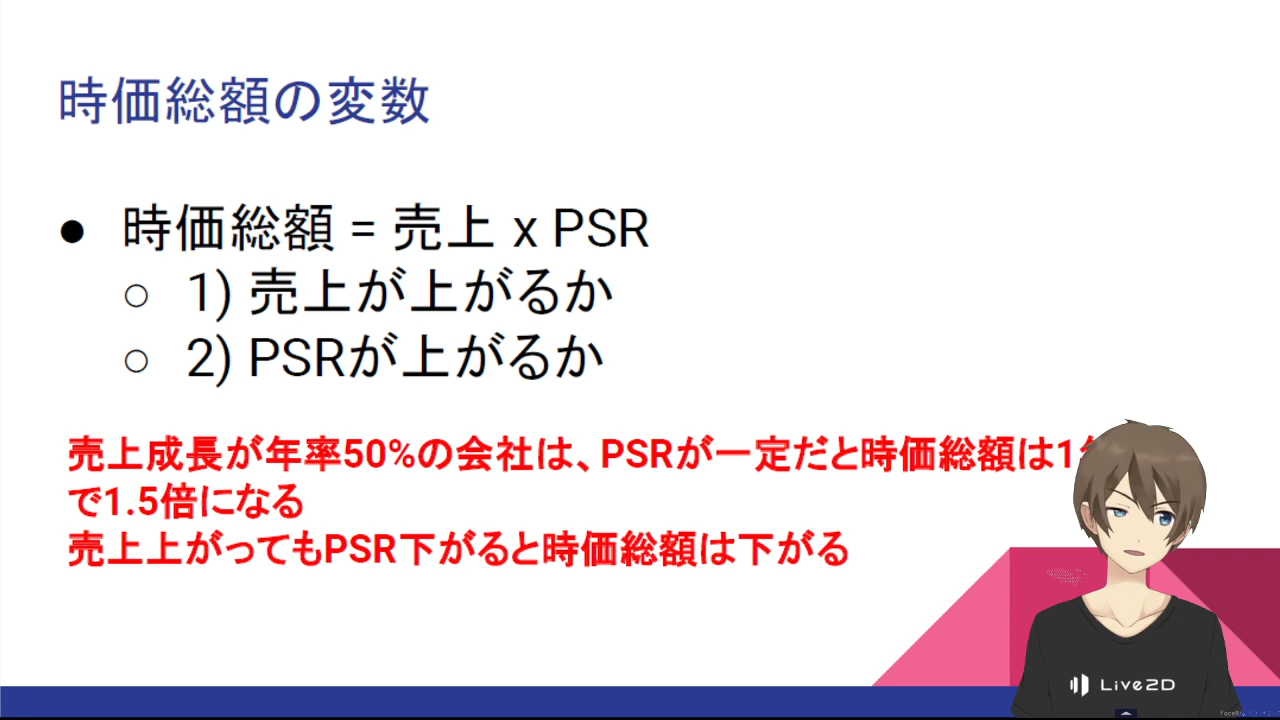 時価総額の変数
● 時価総額 = 売上 x PSR
○ 1) 売上が上がるか
○ 2) PSRが上がるか
売上成長が年率50%の会社は、PSRが一定だと時価総額は1
で1.5倍になる
売上上がってもPSR下がると時価総額は下がる
Live2D